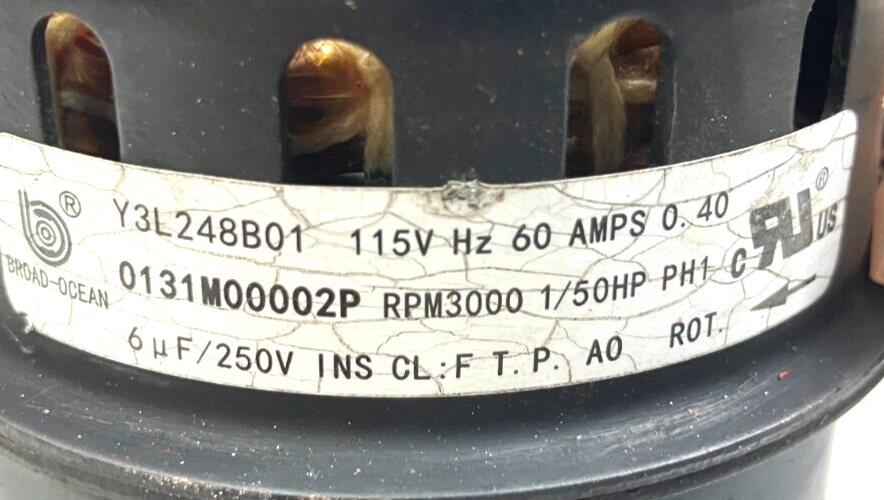 ® Y3L248B01 115V Hz 60 AMPS 0.40 ®
BROAD-OCEAN 0131M00002P RPM3000 1/50HP PH1 C RU US
6µF/250V INS CL:F T.P. AO ROT.